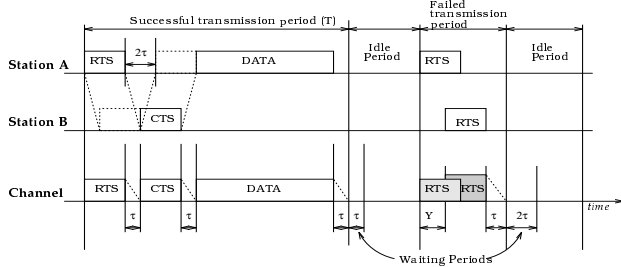 Successful transmission period (T)
Failed
transmission
period
Idle
Period
Idle
Period
2τ
Station A
RTS
DATA
RTS
Station B
CTS
RTS
Channel
RTS
CTS
DATA
RTS
RTS
time
τ
τ
τ
τ
Y
τ
2τ
Waiting Periods